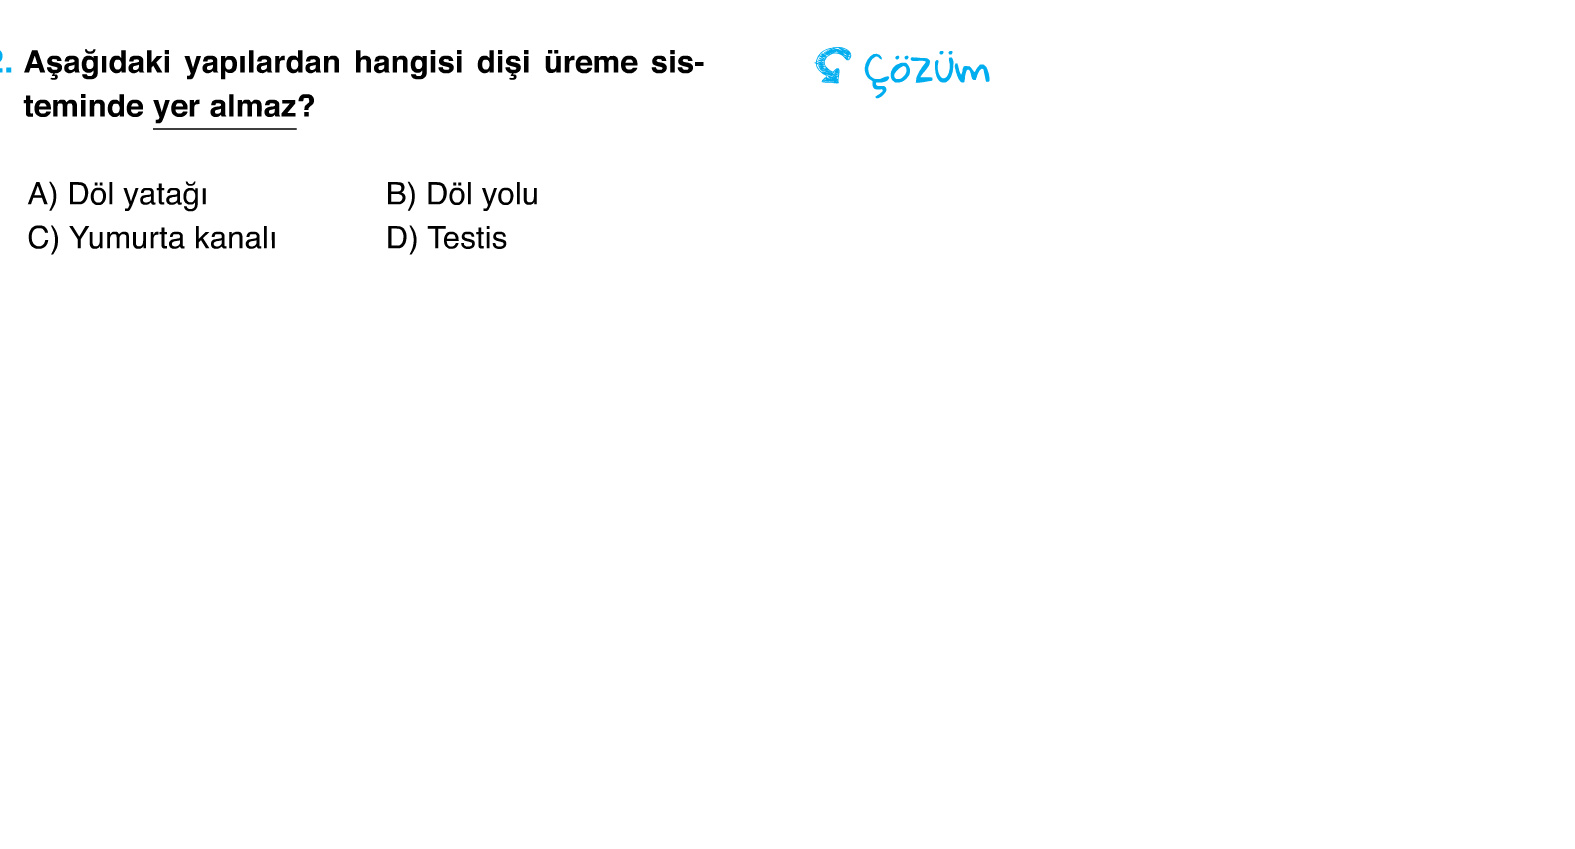 2. Aşağıdaki yapılardan hangisi dişi üreme sis-
teminde yer almaz?
A) Döl yatağı B) Döl yolu
C) Yumurta kanalı D) Testis
Çözüm